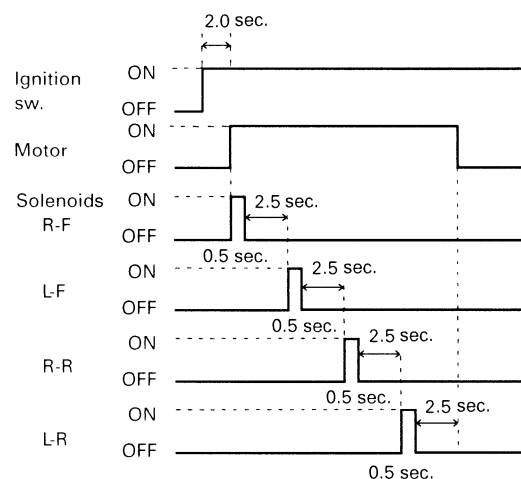 2.0 sec.
Ignition sw.
ON
OFF
Motor
ON
OFF
Solenoids
R-F
ON
OFF
2.5 sec.
0.5 sec.
L-F
ON
OFF
2.5 sec.
0.5 sec.
R-R
ON
OFF
2.5 sec.
0.5 sec.
L-R
ON
OFF
2.5 sec.
0.5 sec.